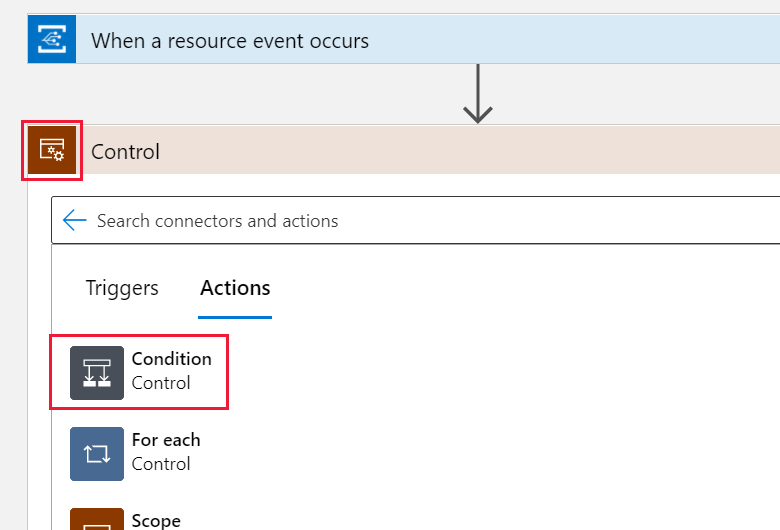 When a resource event occurs
Control
Search connectors and actions
Triggers Actions
Condition
Control
For each
Control
Scope